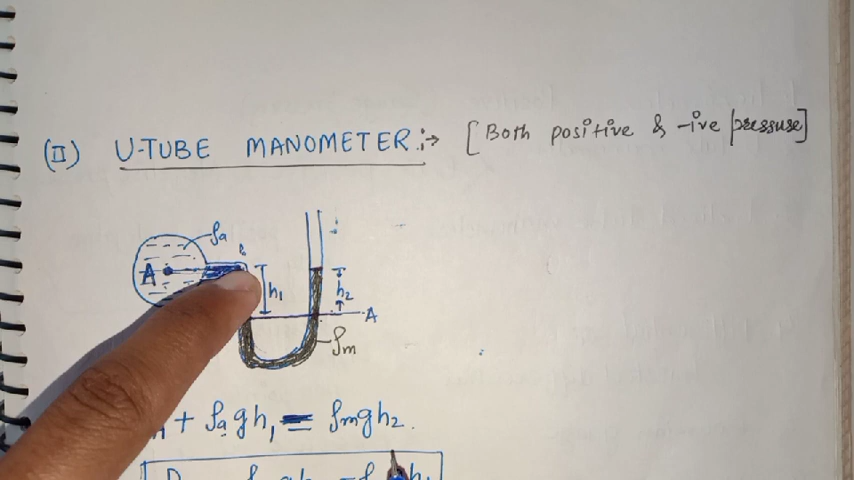 (II) U-TUBE MANOMETER :→ [Both positive & -ive pressure]
ρa
A
h₁
h₂
A
ρm
+ ρagh₁ = ρmgh₂.